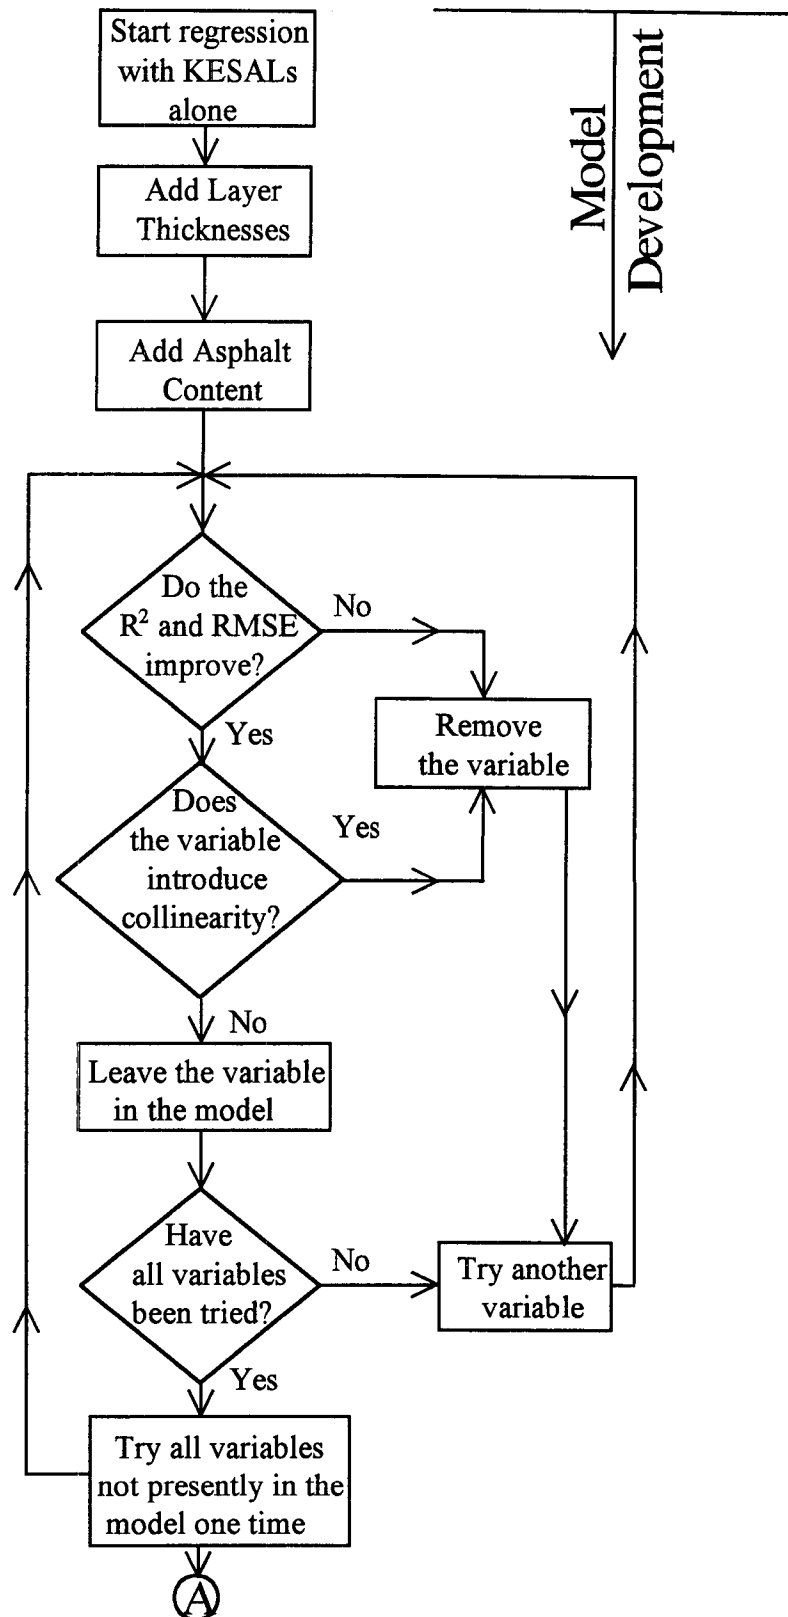 Start regression
with KESALs
alone
Model
Development
Add Layer
Thicknesses
Add Asphalt
Content
Do the
R² and RMSE
improve?
No
Yes
Remove
the variable
Does
the variable
introduce
collinearity?
Yes
No
Leave the variable
in the model
Have
all variables
been tried?
No
Try another
variable
Yes
Try all variables
not presently in the
model one time
A